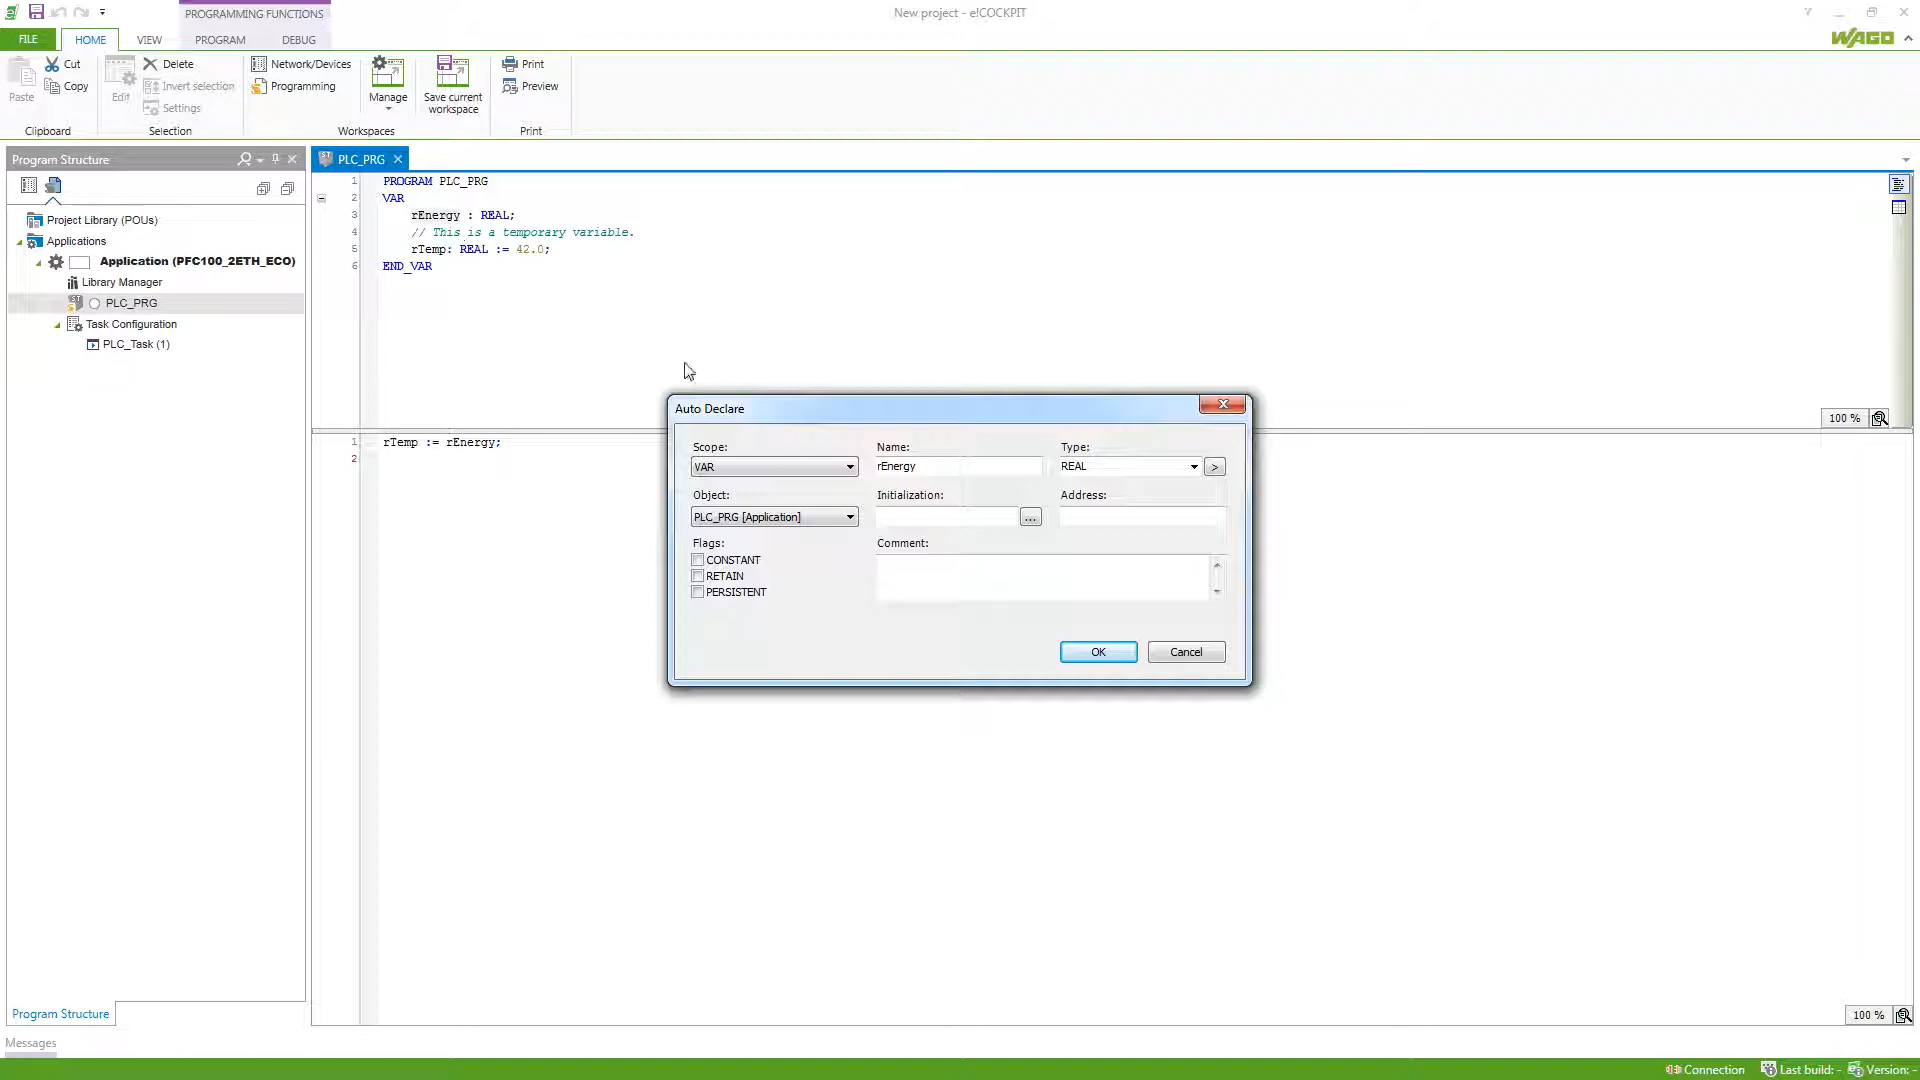 PROGRAMMING FUNCTIONS
New project - e!COCKPIT
FILE
HOME
VIEW
PROGRAM
DEBUG
WAGO
Paste
Cut
Copy
Clipboard
Edit
Delete
Invert selection
Settings
Selection
Network/Devices
Programming
Manage
Save current
workspace
Workspaces
Print
Preview
Print
Program Structure
Project Library (POUs)
Applications
Application (PFC100_2ETH_ECO)
Library Manager
PLC_PRG
Task Configuration
PLC_Task (1)
PLC_PRG
1 PROGRAM PLC_PRG
2 VAR
3 rEnergy : REAL;
4 // This is a temporary variable.
5 rTemp: REAL := 42.0;
6 END_VAR
100 %
1 rTemp := rEnergy;
2
Auto Declare
Scope: Name: Type:
VAR rEnergy REAL >
Object: Initialization: Address:
PLC_PRG [Application] ...
Flags: Comment:
CONSTANT
RETAIN
PERSISTENT
OK Cancel
100 %
Program Structure
Messages
Connection Last build: - Version: -